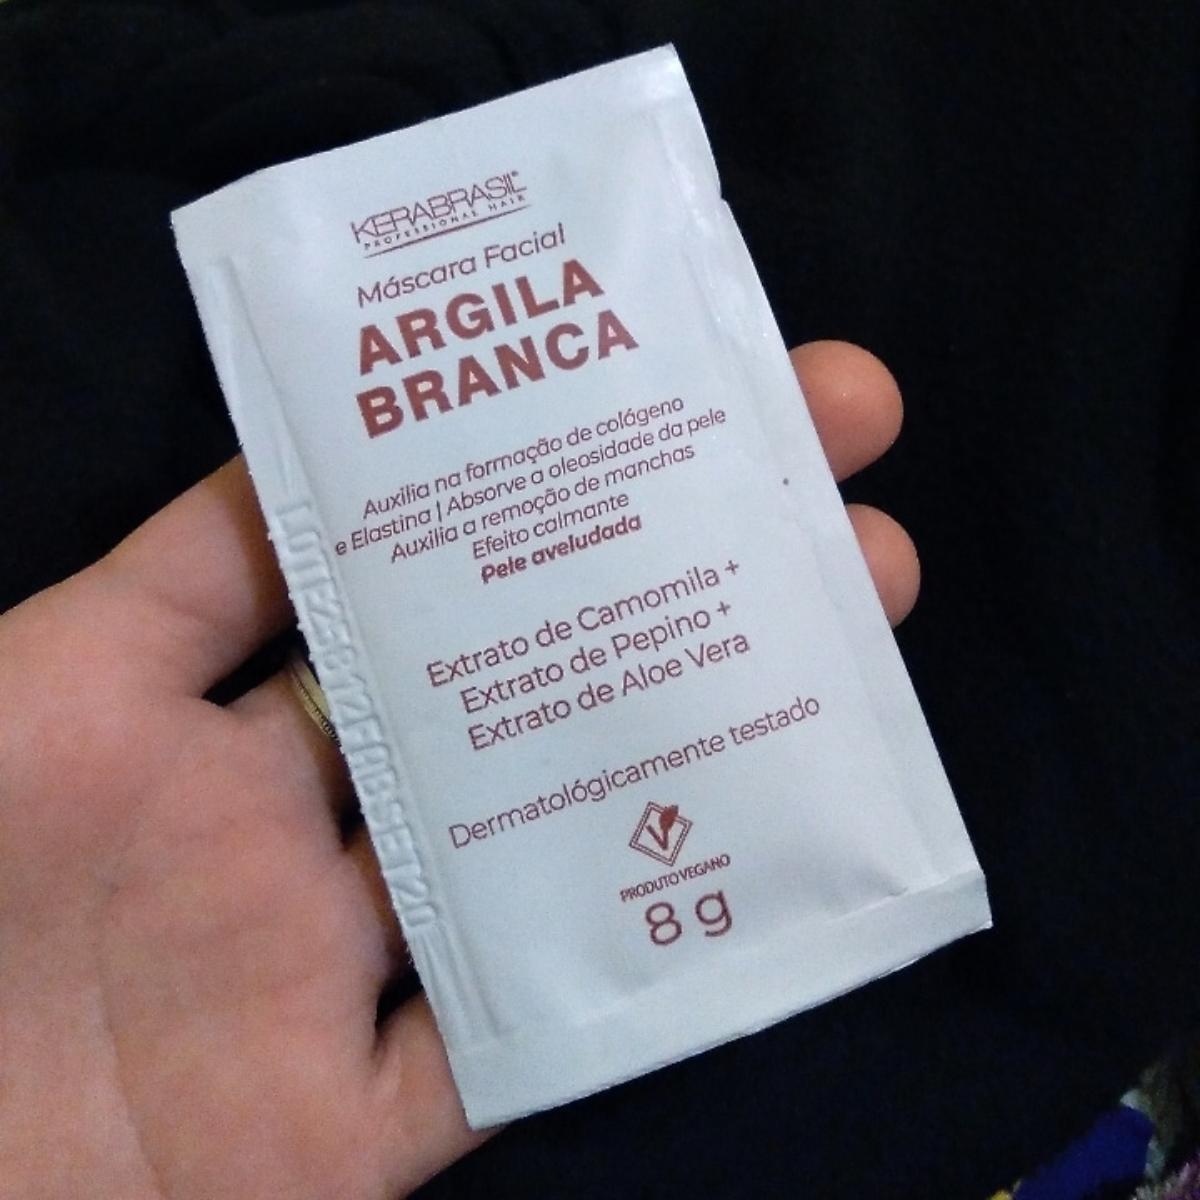 KERABRASIL
PROFESSIONAL HAIR
Máscara Facial
ARGILA
BRANCA
Auxilia na formação de colágeno
e Elastina | Absorve a oleosidade da pele
Auxilia a remoção de manchas
Efeito calmante
Pele aveludada
Extrato de Camomila +
Extrato de Pepino +
Extrato de Aloe Vera
Dermatológicamente testado
PRODUTO VEGANO
8 g